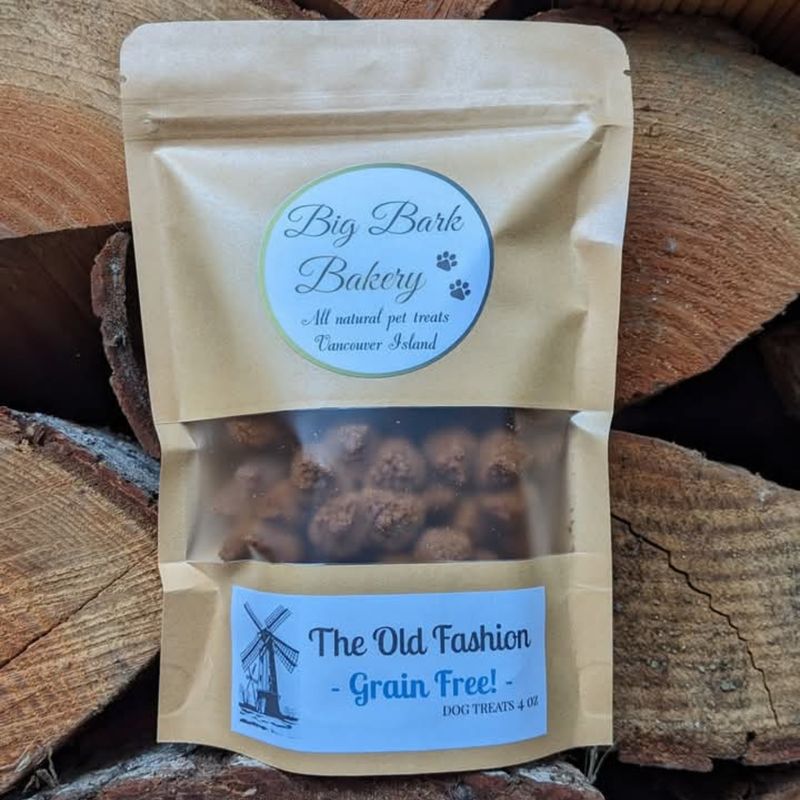 Big Bark
Bakery
All natural pet treats
Vancouver Island
The Old Fashion
- Grain Free! -
DOG TREATS 4 OZ